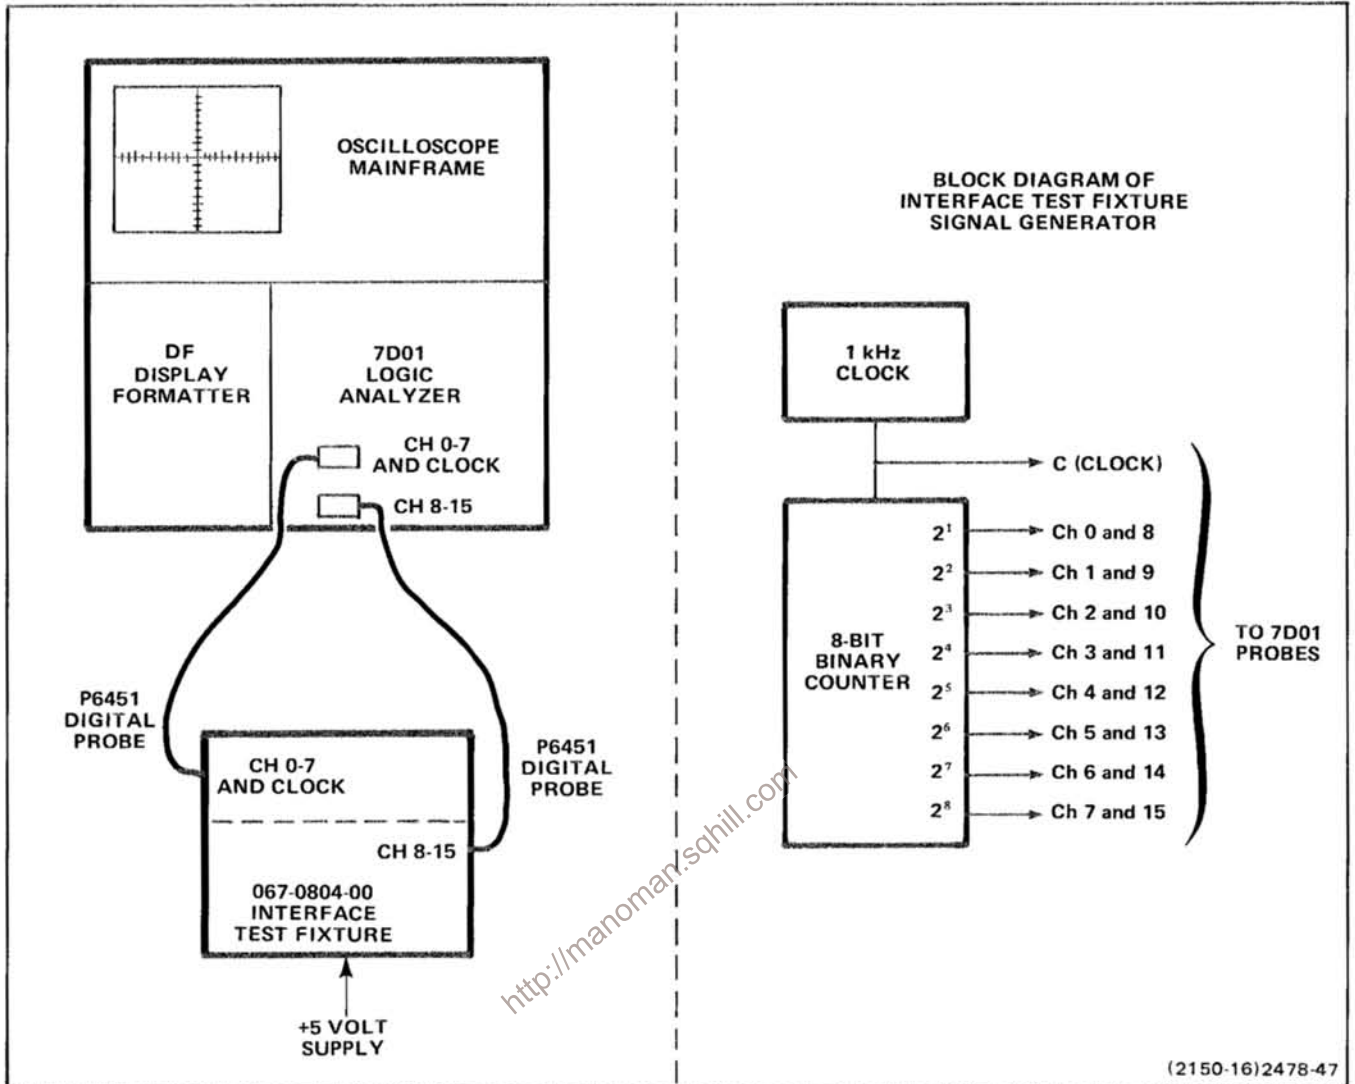 OSCILLOSCOPE
MAINFRAME
DF
DISPLAY
FORMATTER
7D01
LOGIC
ANALYZER
CH 0-7
AND CLOCK
CH 8-15
P6451
DIGITAL
PROBE
P6451
DIGITAL
PROBE
CH 0-7
AND CLOCK
CH 8-15
067-0804-00
INTERFACE
TEST FIXTURE
+5 VOLT
SUPPLY
BLOCK DIAGRAM OF
INTERFACE TEST FIXTURE
SIGNAL GENERATOR
1 kHz
CLOCK
C (CLOCK)
8-BIT
BINARY
COUNTER
2¹ Ch 0 and 8
2² Ch 1 and 9
2³ Ch 2 and 10
2⁴ Ch 3 and 11
2⁵ Ch 4 and 12
2⁶ Ch 5 and 13
2⁷ Ch 6 and 14
2⁸ Ch 7 and 15
TO 7D01
PROBES
http://manoman.sqhill.com
(2150-16)2478-47